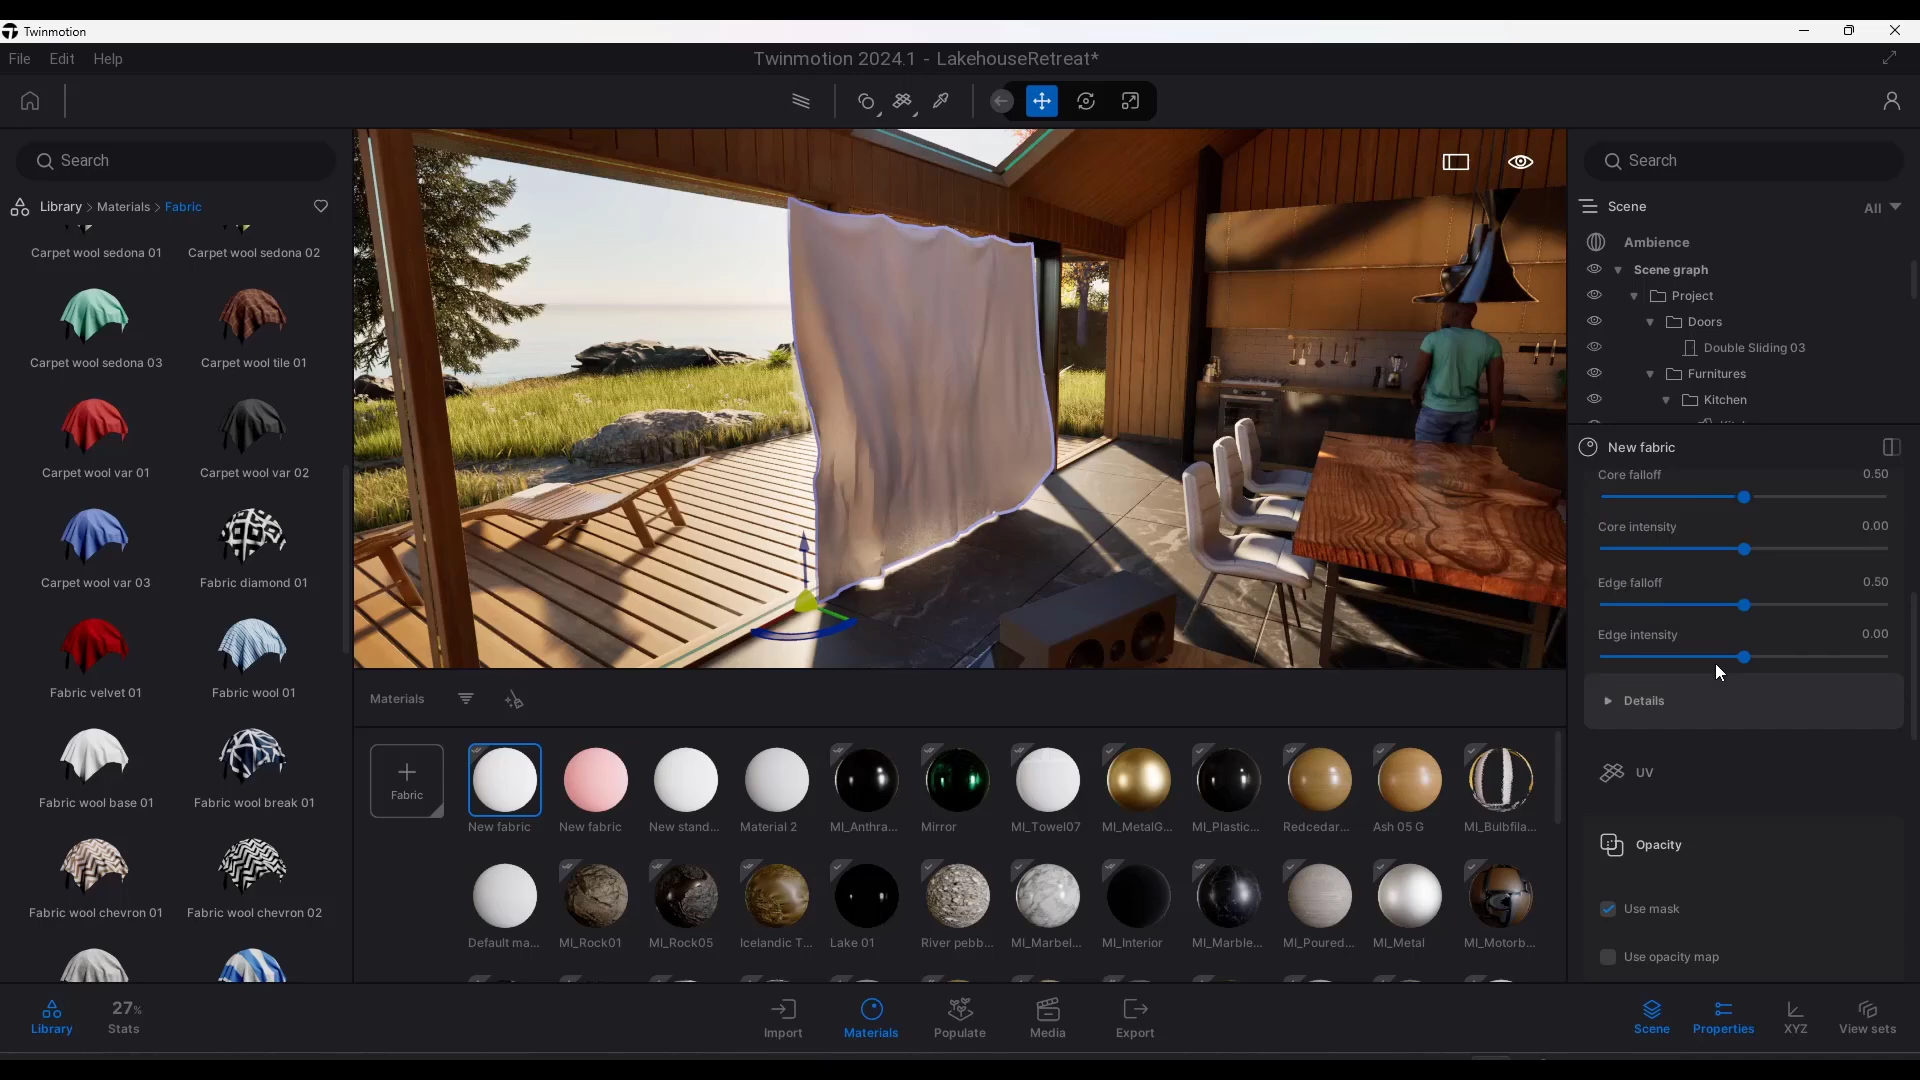 Twinmotion
File Edit Help
Twinmotion 2024.1 - LakehouseRetreat*
Search
Library > Materials > Fabric
Carpet wool sedona 01
Carpet wool sedona 02
Carpet wool sedona 03
Carpet wool tile 01
Carpet wool var 01
Carpet wool var 02
Carpet wool var 03
Fabric diamond 01
Fabric velvet 01
Fabric wool 01
Fabric wool base 01
Fabric wool break 01
Fabric wool chevron 01
Fabric wool chevron 02
Materials
Fabric
New fabric
New fabric
New stand...
Material 2
MI_Anthra...
Mirror
MI_Towel07
MI_MetalG...
MI_Plastic...
Redcedar...
Ash 05 G
MI_Bulbfila...
Default ma...
MI_Rock01
MI_Rock05
Icelandic T...
Lake 01
River pebb...
MI_Marbel...
MI_Interior
MI_Marble...
MI_Poured...
MI_Metal
MI_Motorb...
Search
Scene
All
Ambience
Scene graph
Project
Doors
Double Sliding 03
Furnitures
Kitchen
New fabric
Core falloff 0.50
Core intensity 0.00
Edge falloff 0.50
Edge intensity 0.00
Details
UV
Opacity
Use mask
Use opacity map
Library
27%
Stats
Import
Materials
Populate
Media
Export
Scene
Properties
XYZ
View sets